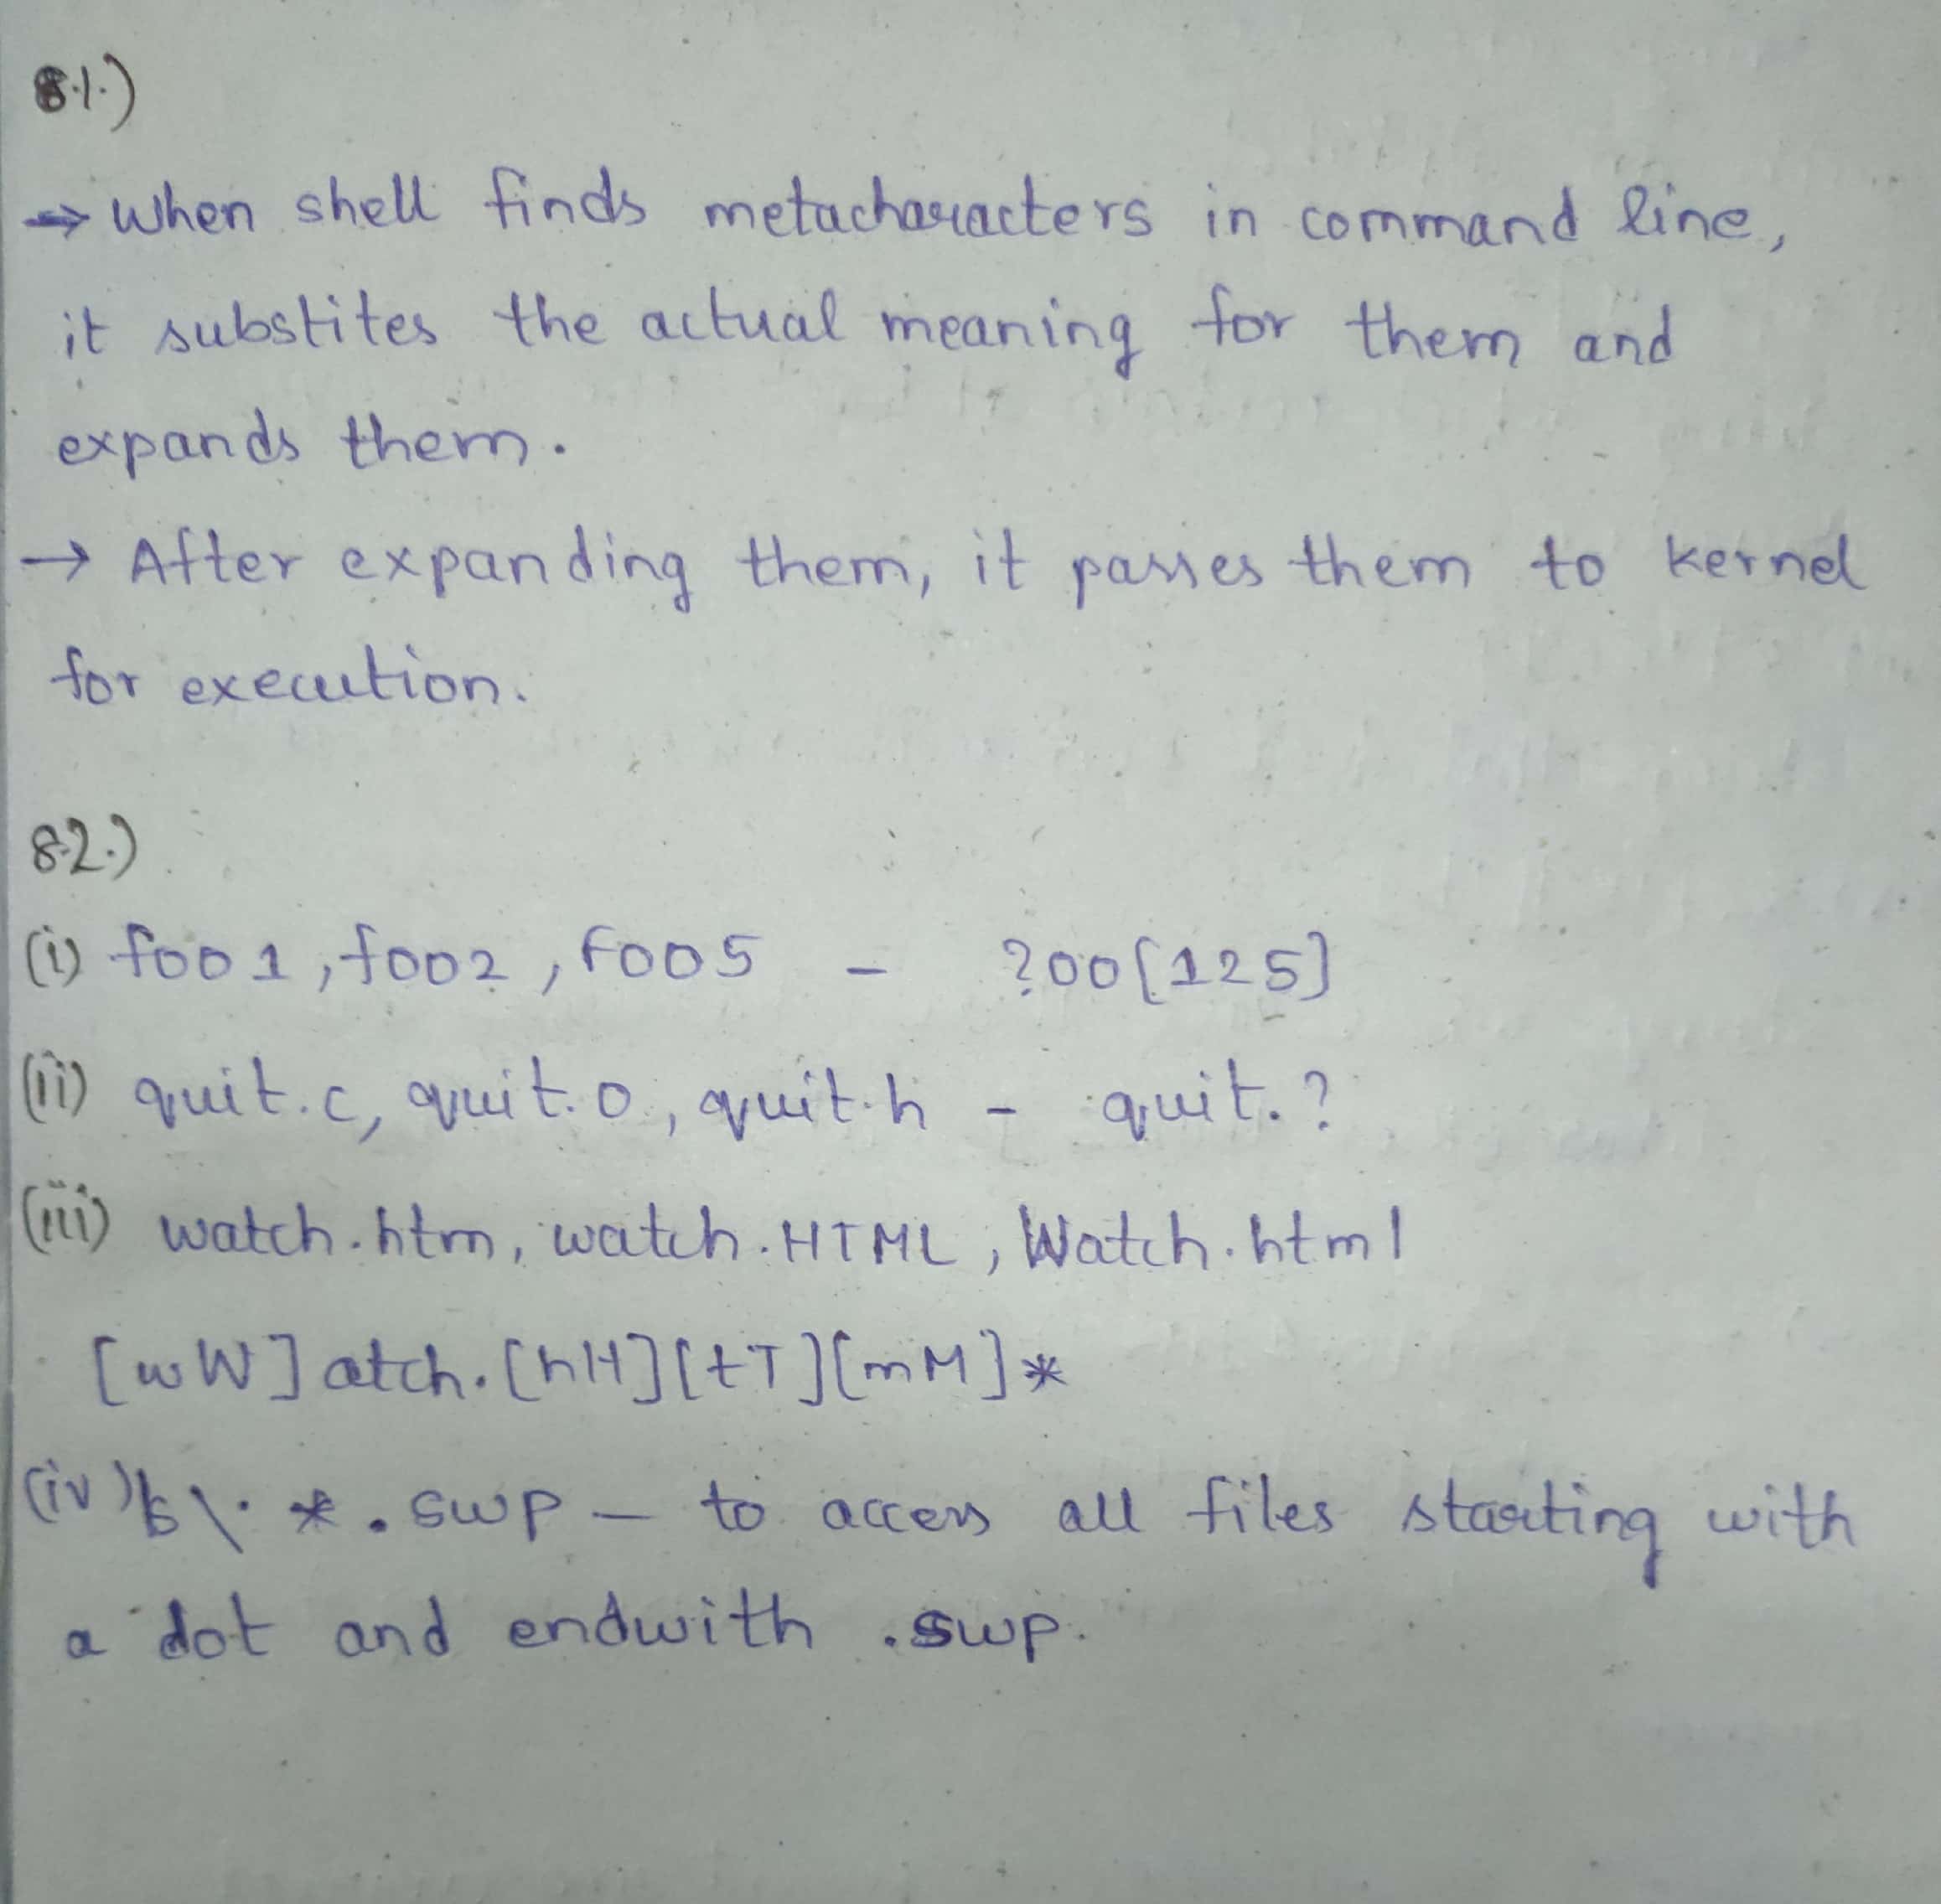 8.1.)
→ When shell finds metacharacters in command line,
it substites the actual meaning for them and
expands them.
→ After expanding them, it passes them to kernel
for execution.
8.2.)
(i) foo1, foo2, Foo5 - ?oo[125]
(ii) quit.c, quit.o, quit.h - quit.?
(iii) watch.htm, watch.HTML, Watch.html
[wW]atch.[hH][tT][mM]*
(iv) \.*.swp - to access all files starting with
a dot and endwith .swp.